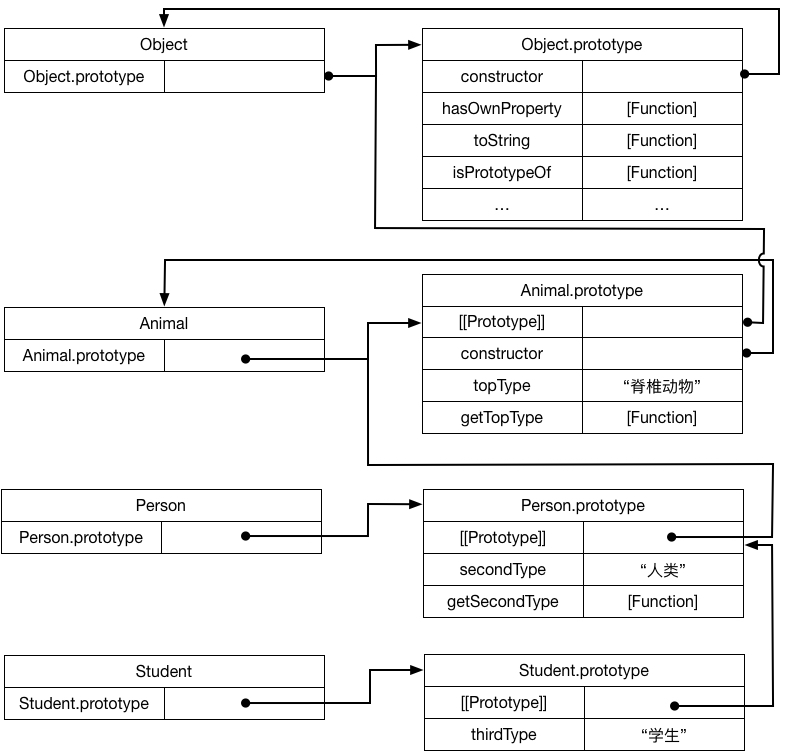 Object
Object.prototype
Object.prototype
constructor
hasOwnProperty [Function]
toString [Function]
isPrototypeOf [Function]
... ...
Animal
Animal.prototype
Animal.prototype
[[Prototype]]
constructor
topType “脊椎动物”
getTopType [Function]
Person
Person.prototype
Person.prototype
[[Prototype]]
secondType “人类”
getSecondType [Function]
Student
Student.prototype
Student.prototype
[[Prototype]]
thirdType “学生”